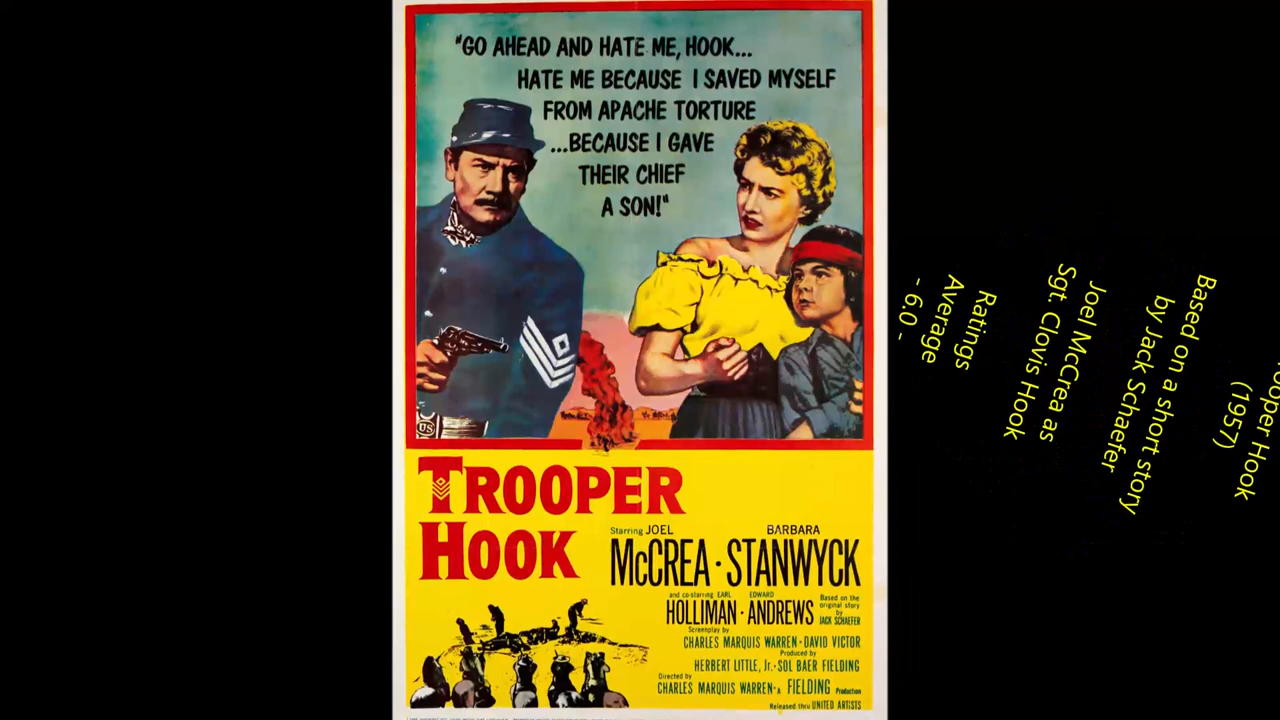 "GO AHEAD AND HATE ME, HOOK...
HATE ME BECAUSE I SAVED MYSELF
FROM APACHE TORTURE
...BECAUSE I GAVE
THEIR CHIEF
A SON!"
US
TROOPER
HOOK
Starring JOEL
McCREA · 
BARBARA
STANWYCK
and co-starring EARL
HOLLIMAN · 
EDWARD
ANDREWS
Based on the
original story
by
JACK SCHAEFER
Screenplay by
CHARLES MARQUIS WARREN · DAVID VICTOR
Produced by
HERBERT LITTLE, Jr. · SOL BAER FIELDING
Directed by
CHARLES MARQUIS WARREN · A FIELDING Production
Released thru UNITED ARTISTS
ooper Hook
(1957)
Based on a short story
by Jack Schaefer
Joel McCrea as
Sgt. Clovis Hook
Ratings
Average
- 6.0 -